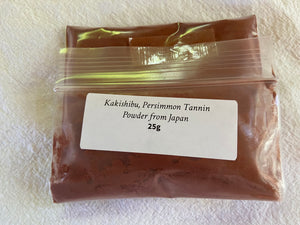 Kakishibu, Persimmon Tannin
Powder from Japan
25g